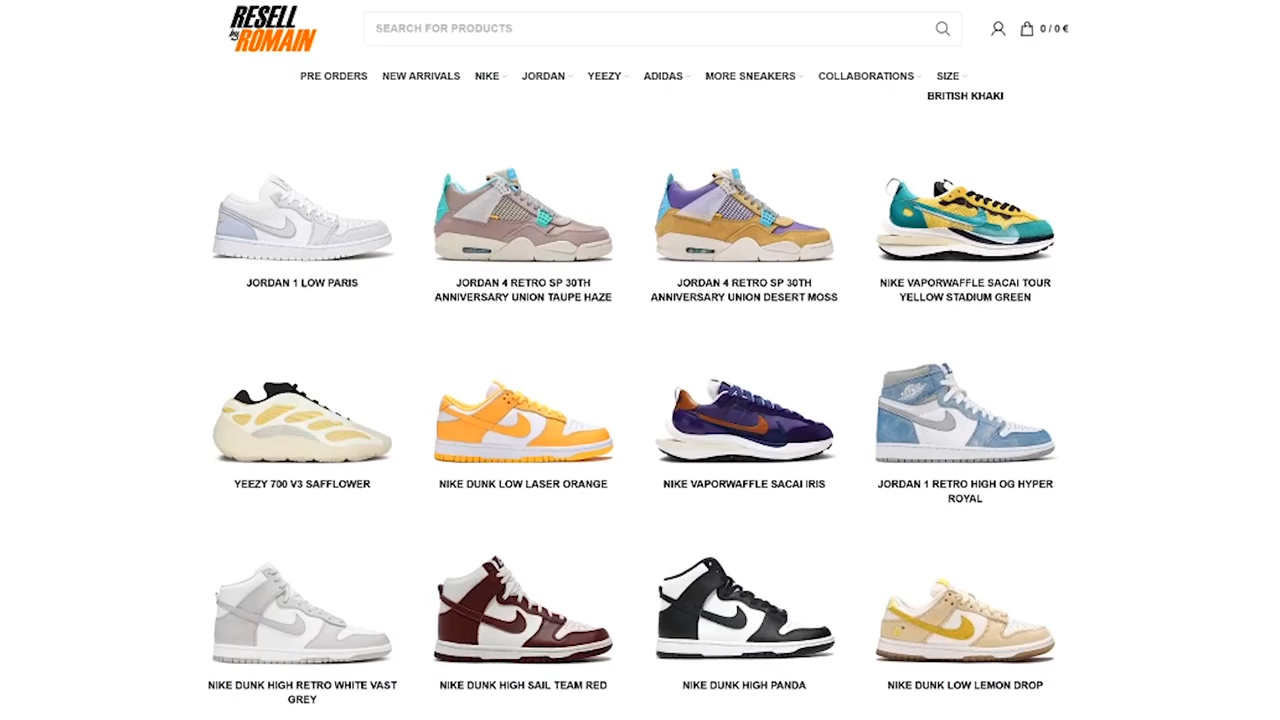 RESELL
by ROMAIN
SEARCH FOR PRODUCTS
0 / 0 €
PRE ORDERS NEW ARRIVALS NIKE JORDAN YEEZY ADIDAS MORE SNEAKERS COLLABORATIONS SIZE
BRITISH KHAKI
JORDAN 1 LOW PARIS
JORDAN 4 RETRO SP 30TH
ANNIVERSARY UNION TAUPE HAZE
JORDAN 4 RETRO SP 30TH
ANNIVERSARY UNION DESERT MOSS
NIKE VAPORWAFFLE SACAI TOUR
YELLOW STADIUM GREEN
YEEZY 700 V3 SAFFLOWER
NIKE DUNK LOW LASER ORANGE
NIKE VAPORWAFFLE SACAI IRIS
JORDAN 1 RETRO HIGH OG HYPER
ROYAL
NIKE DUNK HIGH RETRO WHITE VAST
GREY
NIKE DUNK HIGH SAIL TEAM RED
NIKE DUNK HIGH PANDA
NIKE DUNK LOW LEMON DROP